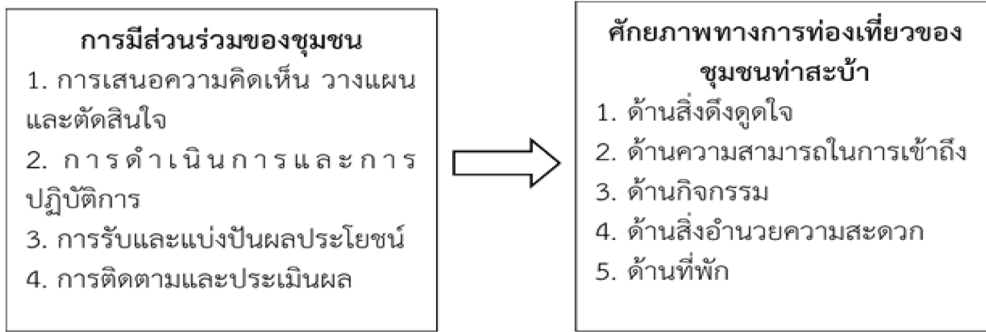 การมีส่วนร่วมของชุมชน
1. การเสนอความคิดเห็น วางแผน
และตัดสินใจ
2. การดำเนินการและการ
ปฏิบัติการ
3. การรับและแบ่งปันผลประโยชน์
4. การติดตามและประเมินผล
ศักยภาพทางการท่องเที่ยวของ
ชุมชนท่าสะบ้า
1. ด้านสิ่งดึงดูดใจ
2. ด้านความสามารถในการเข้าถึง
3. ด้านกิจกรรม
4. ด้านสิ่งอำนวยความสะดวก
5. ด้านที่พัก